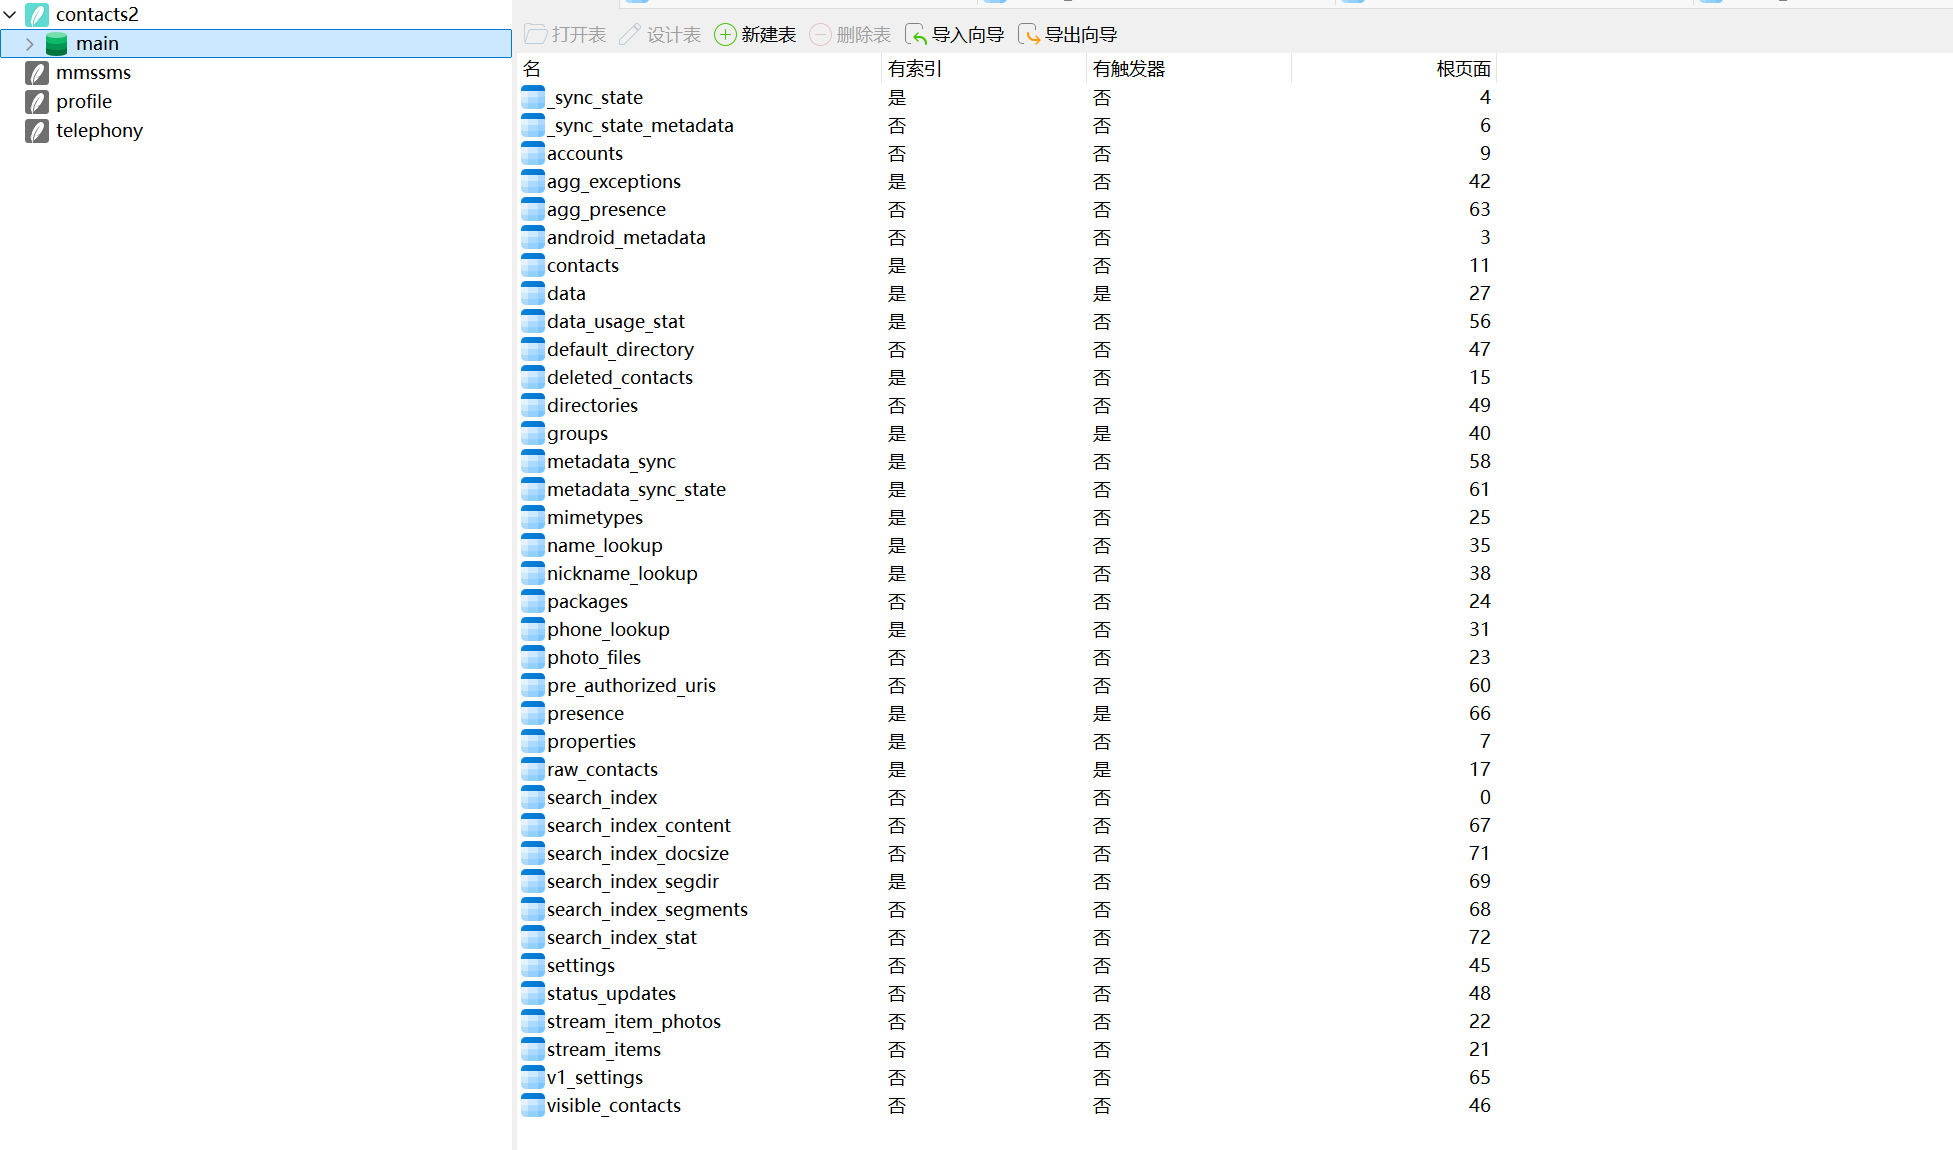 contacts2
main
mmssms
profile
telephony
打开表 设计表 新建表 删除表 导入向导 导出向导
名 有索引 有触发器 根页面
_sync_state 是 否 4
_sync_state_metadata 否 否 6
accounts 否 否 9
agg_exceptions 是 否 42
agg_presence 否 否 63
android_metadata 否 否 3
contacts 是 否 11
data 是 是 27
data_usage_stat 是 否 56
default_directory 否 否 47
deleted_contacts 是 否 15
directories 否 否 49
groups 是 是 40
metadata_sync 是 否 58
metadata_sync_state 是 否 61
mimetypes 是 否 25
name_lookup 是 否 35
nickname_lookup 是 否 38
packages 否 否 24
phone_lookup 是 否 31
photo_files 否 否 23
pre_authorized_uris 否 否 60
presence 是 是 66
properties 是 否 7
raw_contacts 是 是 17
search_index 否 否 0
search_index_content 否 否 67
search_index_docsize 否 否 71
search_index_segdir 是 否 69
search_index_segments 否 否 68
search_index_stat 否 否 72
settings 否 否 45
status_updates 否 否 48
stream_item_photos 否 否 22
stream_items 否 否 21
v1_settings 否 否 65
visible_contacts 否 否 46